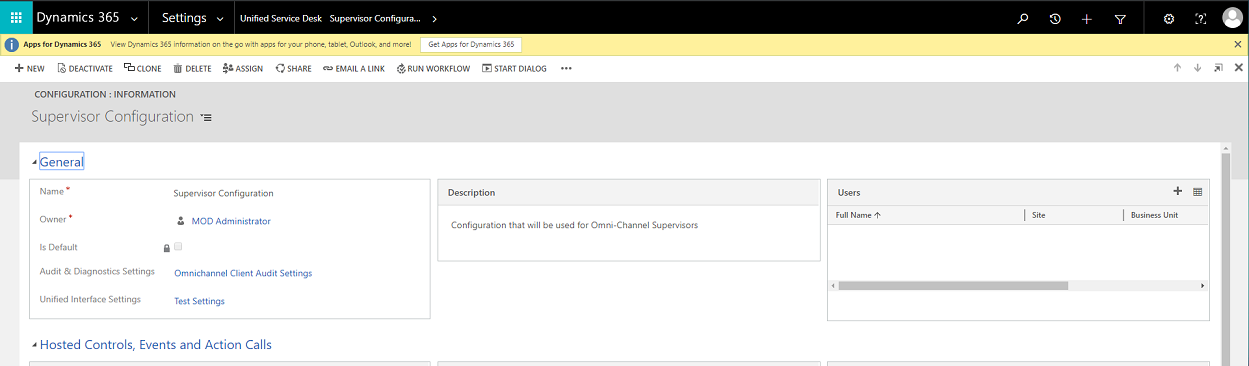 Dynamics 365 Settings Unified Service Desk Supervisor Configura...
Apps for Dynamics 365 View Dynamics 365 information on the go with apps for your phone, tablet, Outlook, and more! Get Apps for Dynamics 365
NEW DEACTIVATE CLONE DELETE ASSIGN SHARE EMAIL A LINK RUN WORKFLOW START DIALOG
CONFIGURATION : INFORMATION
Supervisor Configuration
General
Name * Supervisor Configuration
Owner * MOD Administrator
Is Default
Audit & Diagnostics Settings Omnichannel Client Audit Settings
Unified Interface Settings Test Settings
Description
Configuration that will be used for Omni-Channel Supervisors
Users
Full Name Site Business Unit
Hosted Controls, Events and Action Calls